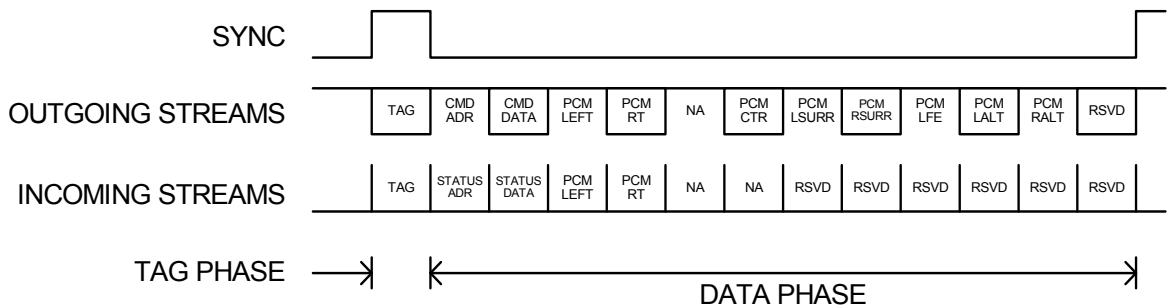 SYNC
OUTGOING STREAMS
TAG
CMD
ADR
CMD
DATA
PCM
LEFT
PCM
RT
NA
PCM
CTR
PCM
LSURR
PCM
RSURR
PCM
LFE
PCM
LALT
PCM
RALT
RSVD
INCOMING STREAMS
TAG
STATUS
ADR
STATUS
DATA
PCM
LEFT
PCM
RT
NA
NA
RSVD
RSVD
RSVD
RSVD
RSVD
RSVD
TAG PHASE
DATA PHASE